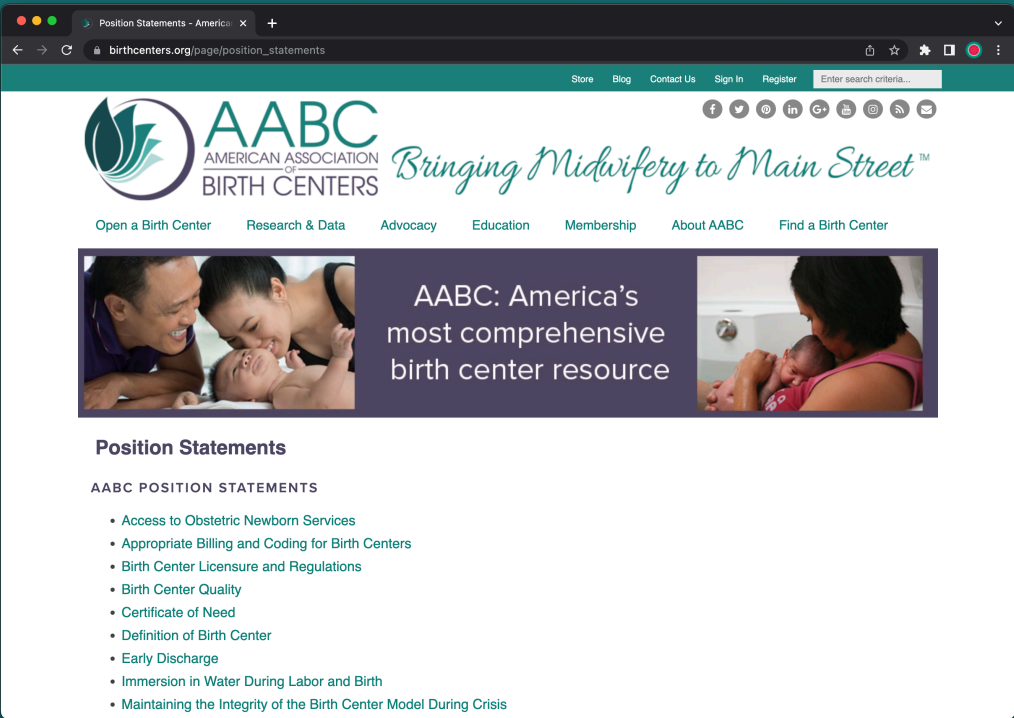 Position Statements - America
birthcenters.org/page/position_statements
Store Blog Contact Us Sign In Register Enter search criteria...
AABC
AMERICAN ASSOCIATION
OF
BIRTH CENTERS
Bringing Midwifery to Main Street™
Open a Birth Center Research & Data Advocacy Education Membership About AABC Find a Birth Center
AABC: America's
most comprehensive
birth center resource
Position Statements
AABC POSITION STATEMENTS
• Access to Obstetric Newborn Services
• Appropriate Billing and Coding for Birth Centers
• Birth Center Licensure and Regulations
• Birth Center Quality
• Certificate of Need
• Definition of Birth Center
• Early Discharge
• Immersion in Water During Labor and Birth
• Maintaining the Integrity of the Birth Center Model During Crisis